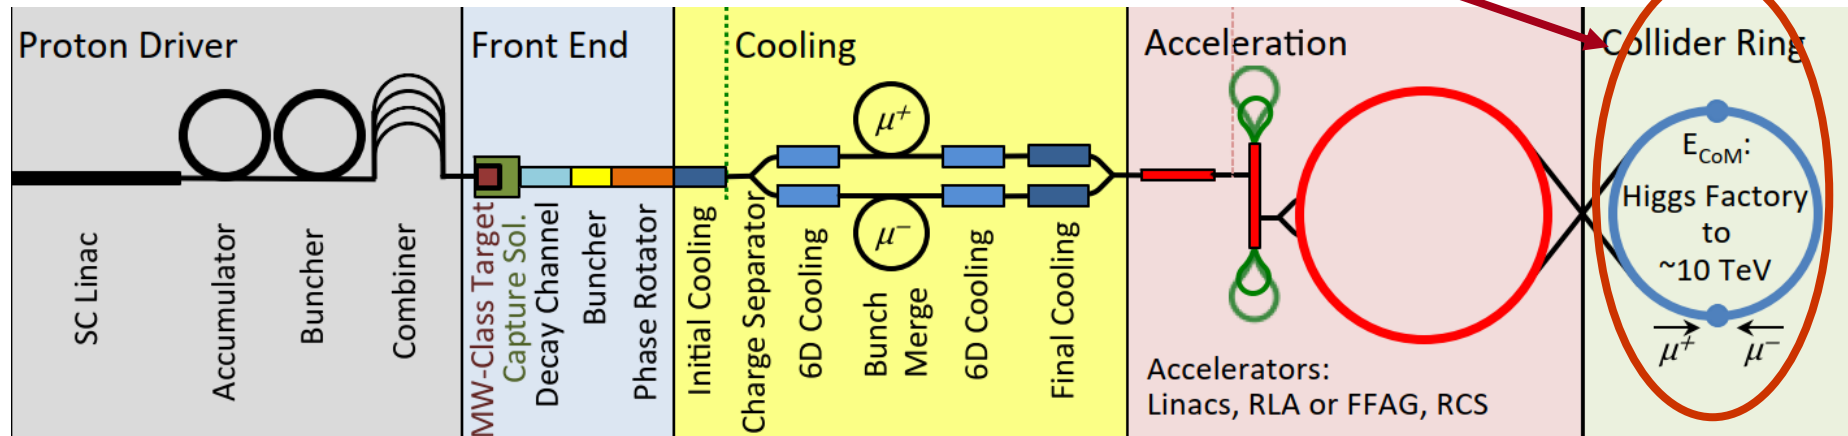 Proton Driver
SC Linac
Accumulator
Buncher
Combiner
Front End
MW-Class Target
Capture Sol.
Decay Channel
Buncher
Phase Rotator
Cooling
Initial Cooling
Charge Separator
6D Cooling
μ+
μ−
Bunch
Merge
6D Cooling
Final Cooling
Acceleration
Accelerators:
Linacs, RLA or FFAG, RCS
Collider Ring
ECoM:
Higgs Factory
to
~10 TeV
μ+ μ−